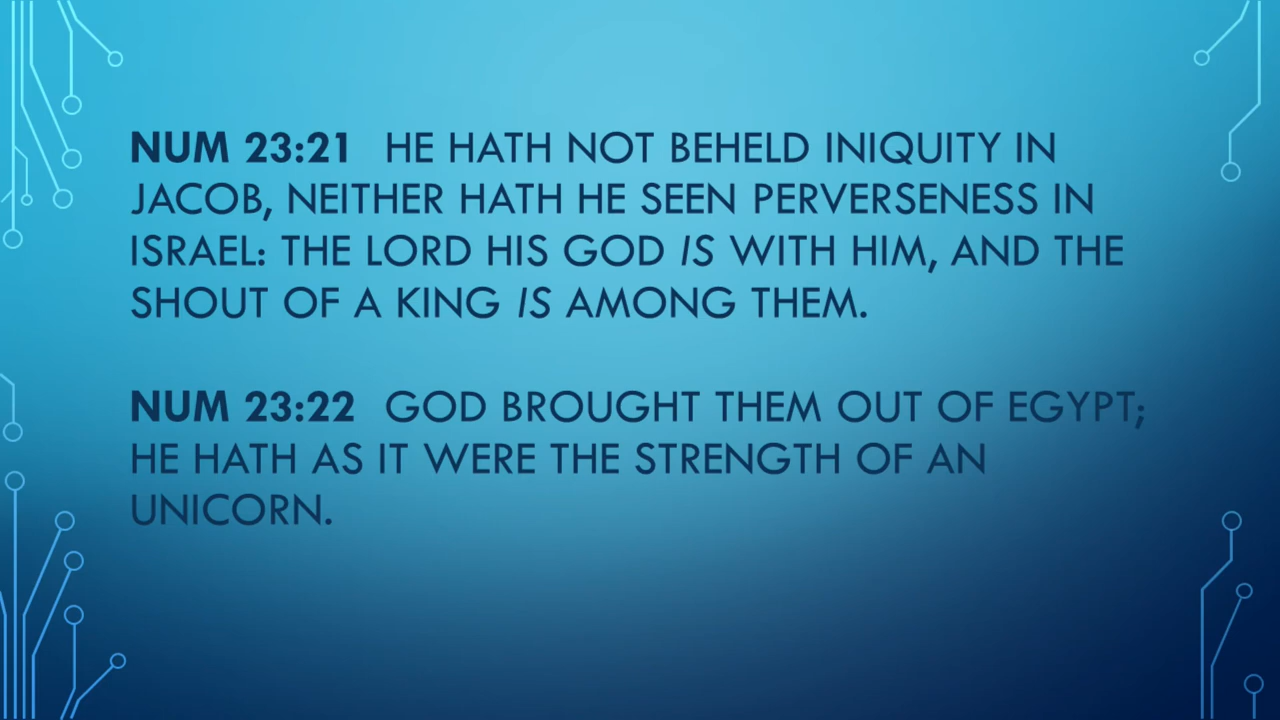 NUM 23:21 HE HATH NOT BEHELD INIQUITY IN
JACOB, NEITHER HATH HE SEEN PERVERSENESS IN
ISRAEL: THE LORD HIS GOD IS WITH HIM, AND THE
SHOUT OF A KING IS AMONG THEM.
NUM 23:22 GOD BROUGHT THEM OUT OF EGYPT;
HE HATH AS IT WERE THE STRENGTH OF AN
UNICORN.